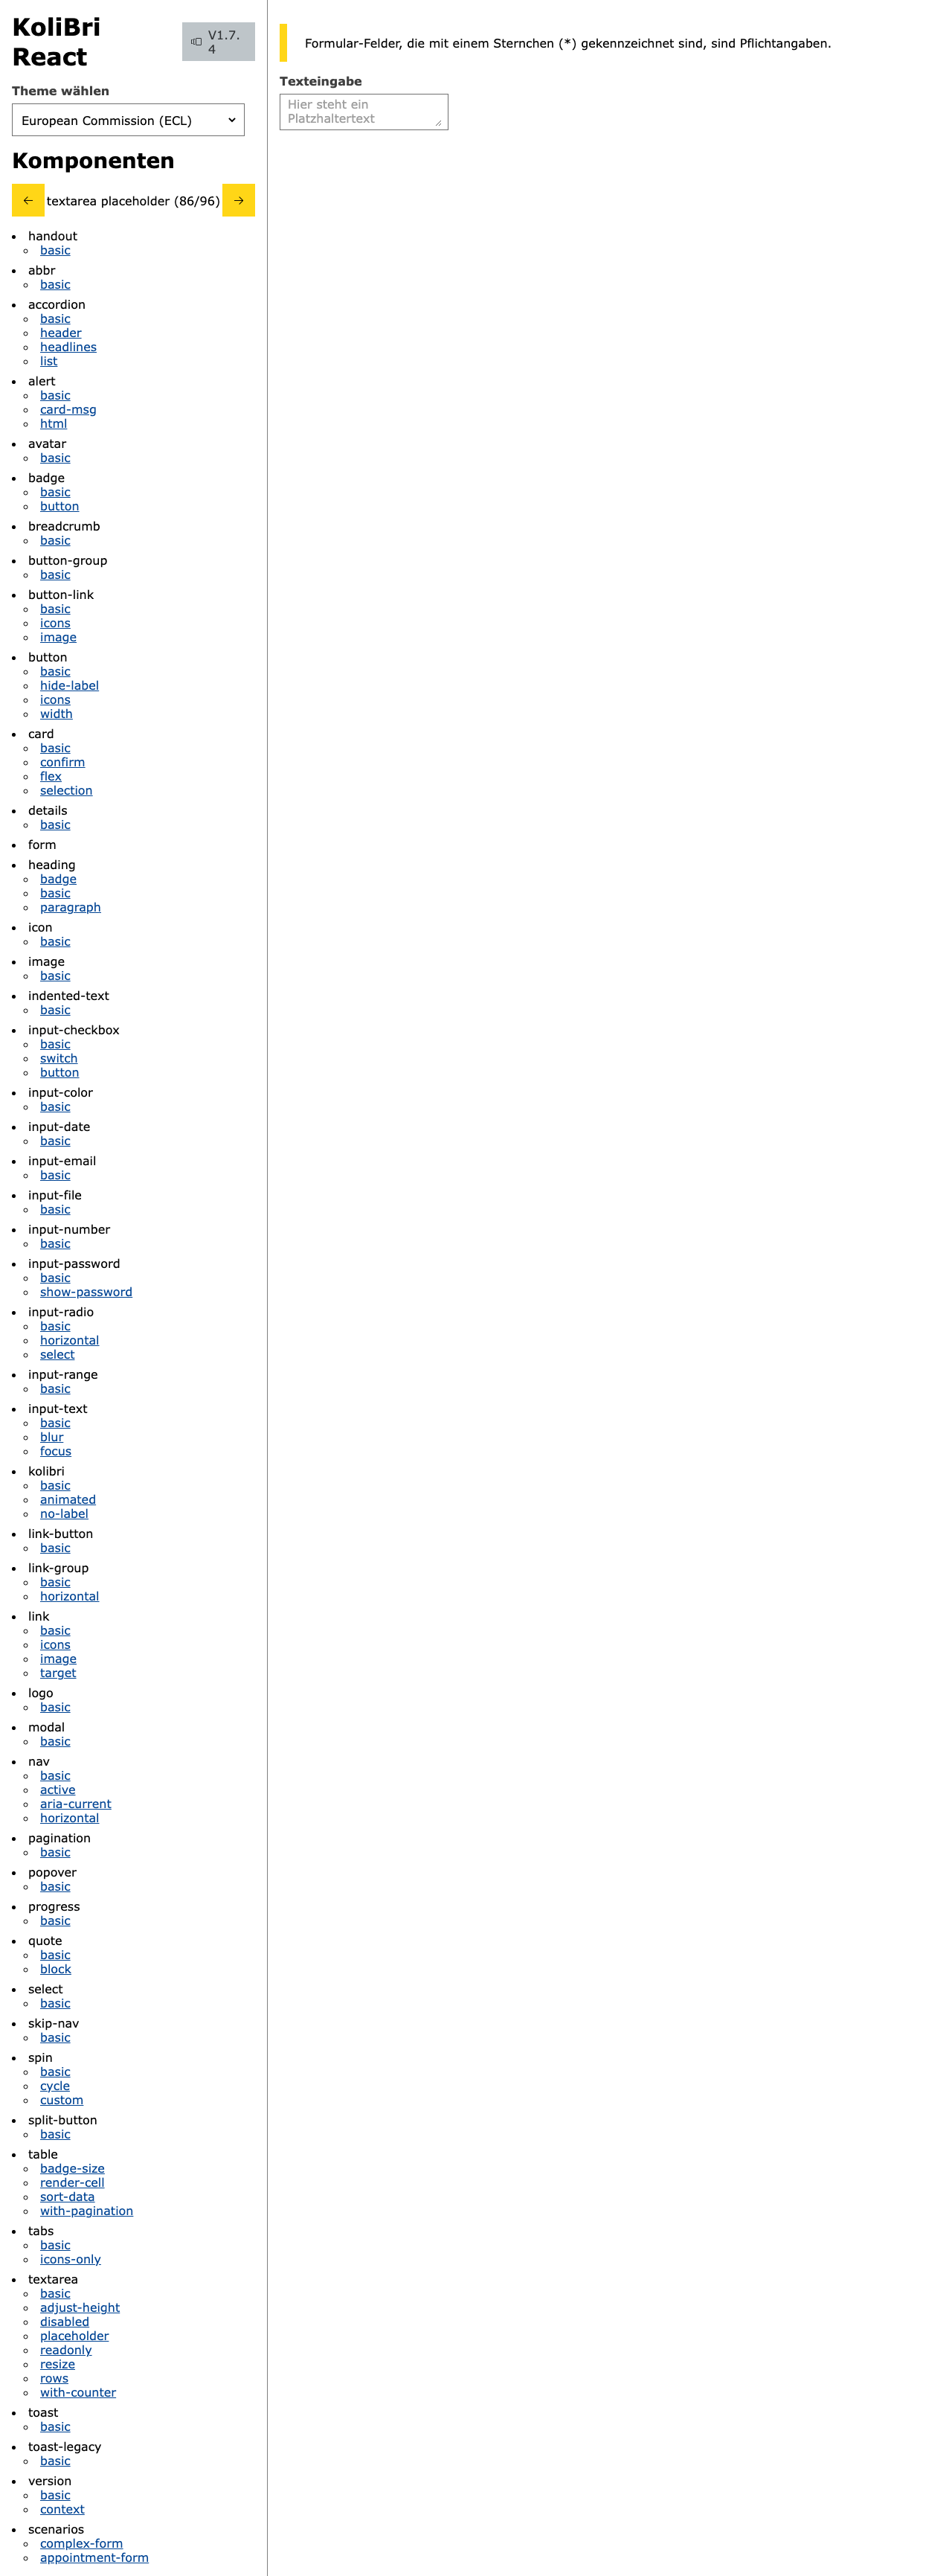 KoliBri
React
V1.7.
4
Theme wählen
European Commission (ECL)
Komponenten
← textarea placeholder (86/96) →
handout
basic
abbr
basic
accordion
basic
header
headlines
list
alert
basic
card-msg
html
avatar
basic
badge
basic
button
breadcrumb
basic
button-group
basic
button-link
basic
icons
image
button
basic
hide-label
icons
width
card
basic
confirm
flex
selection
details
basic
form
heading
badge
basic
paragraph
icon
basic
image
basic
indented-text
basic
input-checkbox
basic
switch
button
input-color
basic
input-date
basic
input-email
basic
input-file
basic
input-number
basic
input-password
basic
show-password
input-radio
basic
horizontal
select
input-range
basic
input-text
basic
blur
focus
kolibri
basic
animated
no-label
link-button
basic
link-group
basic
horizontal
link
basic
icons
image
target
logo
basic
modal
basic
nav
basic
active
aria-current
horizontal
pagination
basic
popover
basic
progress
basic
quote
basic
block
select
basic
skip-nav
basic
spin
basic
cycle
custom
split-button
basic
table
badge-size
render-cell
sort-data
with-pagination
tabs
basic
icons-only
textarea
basic
adjust-height
disabled
placeholder
readonly
resize
rows
with-counter
toast
basic
toast-legacy
basic
version
basic
context
scenarios
complex-form
appointment-form
Formular-Felder, die mit einem Sternchen (*) gekennzeichnet sind, sind Pflichtangaben.
Texteingabe
Hier steht ein
Platzhaltertext